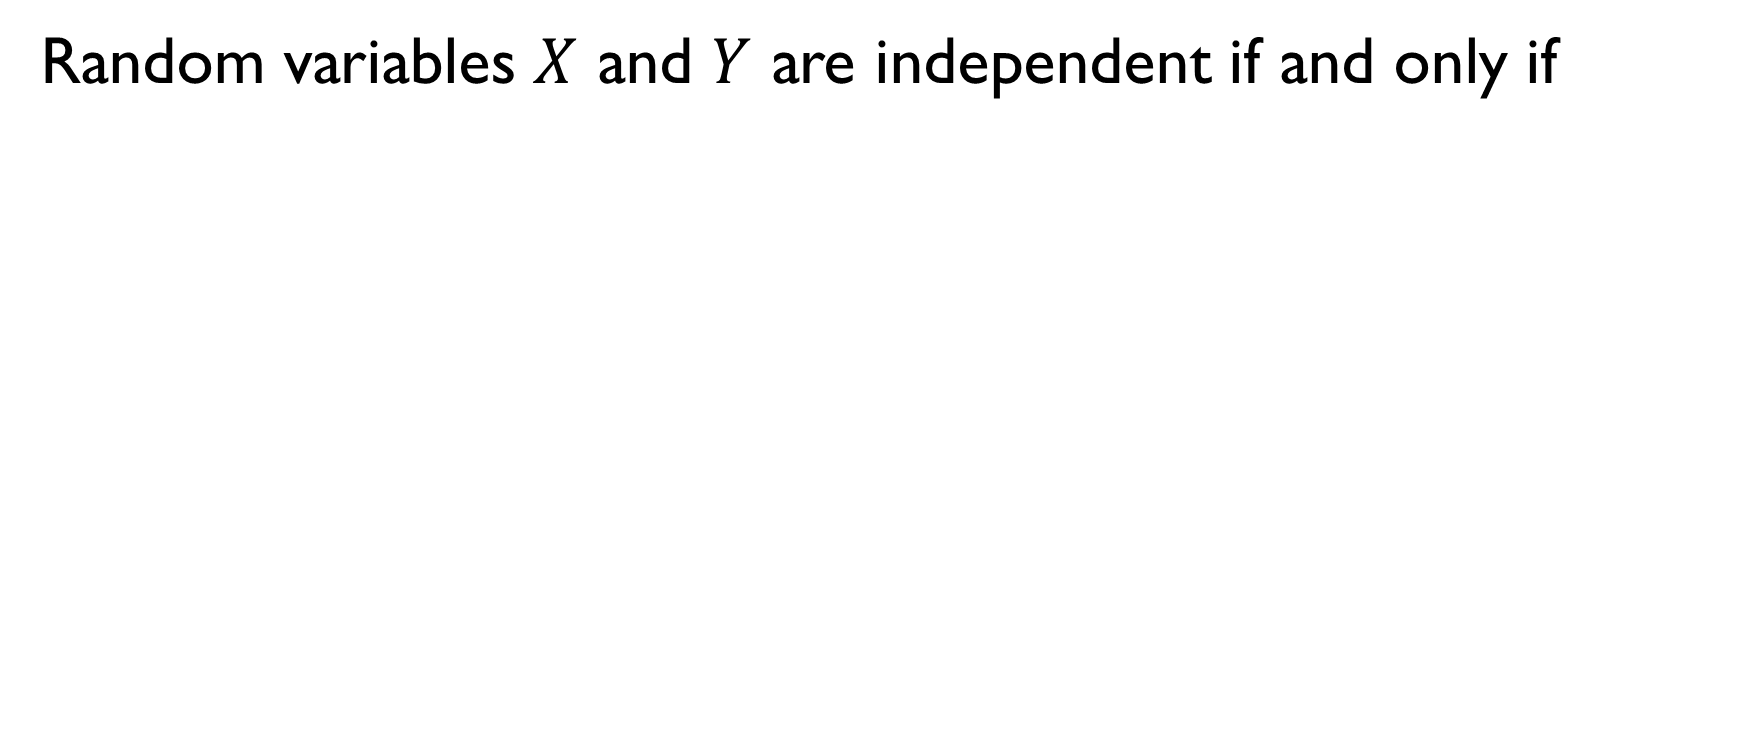 Random variables X and Y are independent if and only if